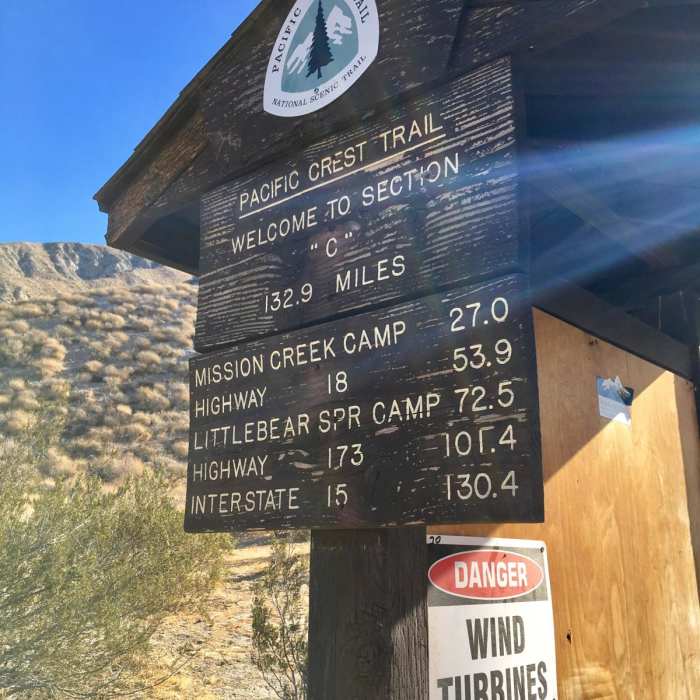 PACIFIC CREST TRAIL
NATIONAL SCENIC TRAIL
PACIFIC CREST TRAIL
WELCOME TO SECTION
"C"
132.9 MILES
MISSION CREEK CAMP 27.0
HIGHWAY 18 53.9
LITTLEBEAR SPR CAMP 72.5
HIGHWAY 173 101.4
INTERSTATE 15 130.4
DANGER
WIND
TURBINES